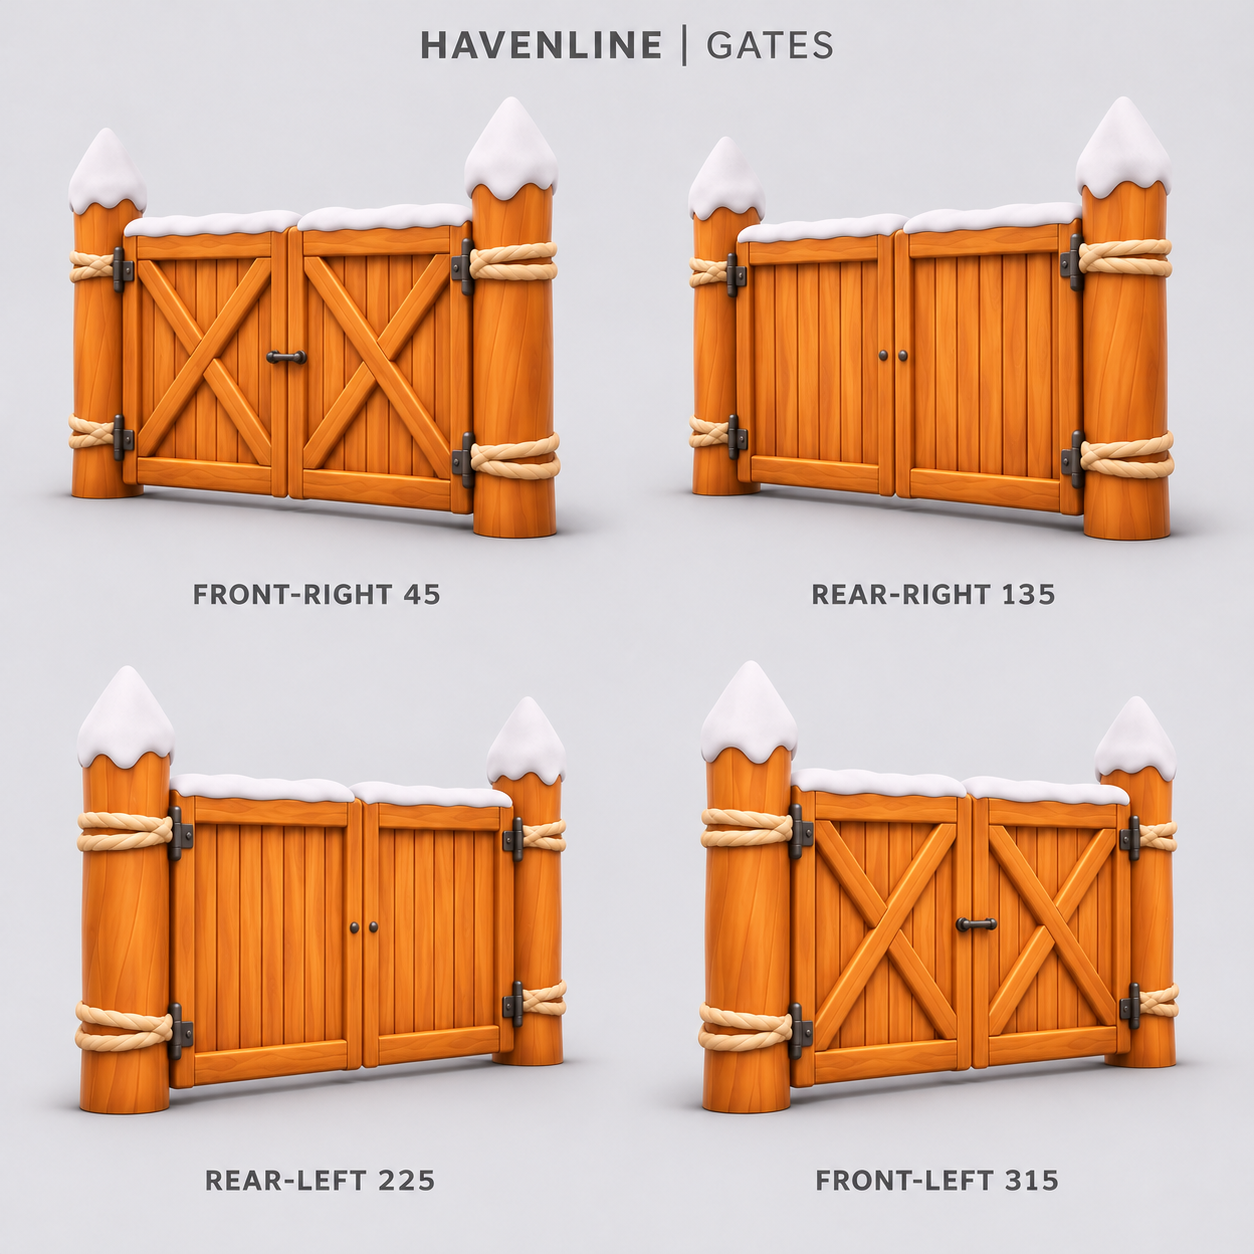 HAVENLINE | GATES
FRONT-RIGHT 45
REAR-RIGHT 135
REAR-LEFT 225
FRONT-LEFT 315